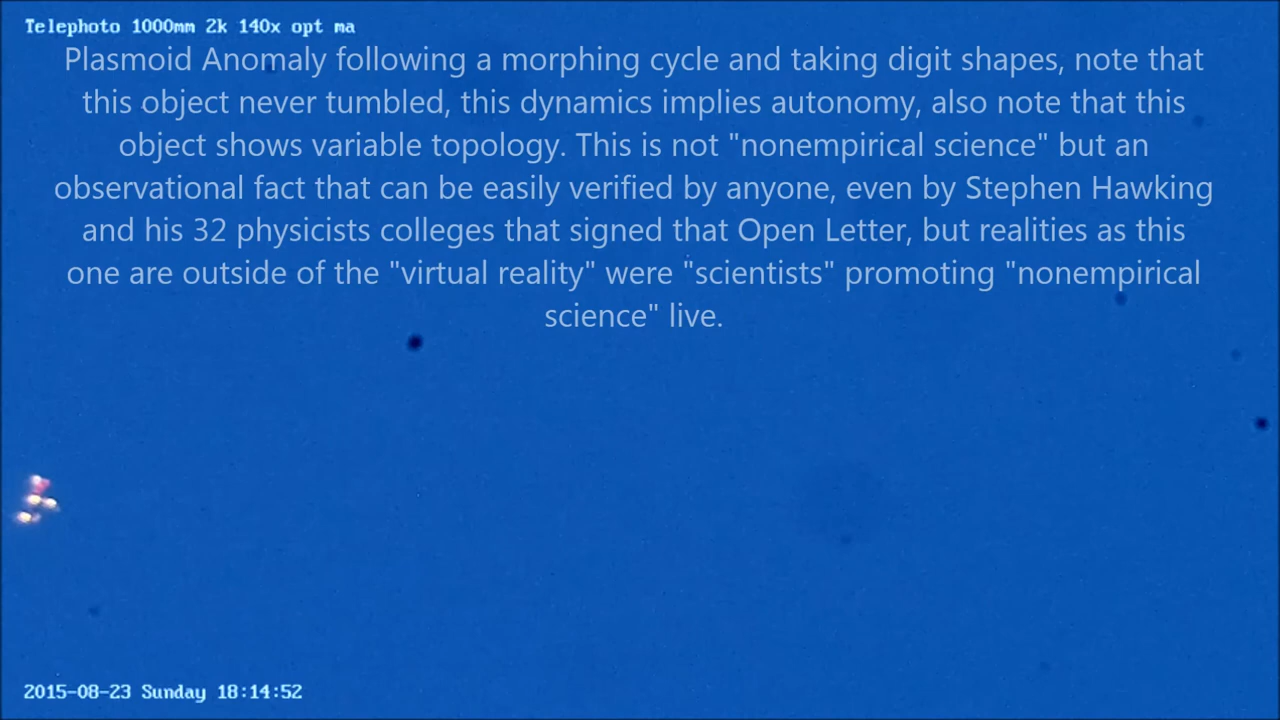 Telephoto 1000mm 2k 140x opt ma
Plasmoid Anomaly following a morphing cycle and taking digit shapes, note that
this object never tumbled, this dynamics implies autonomy, also note that this
object shows variable topology. This is not "nonempirical science" but an
observational fact that can be easily verified by anyone, even by Stephen Hawking
and his 32 physicists colleges that signed that Open Letter, but realities as this
one are outside of the "virtual reality" were "scientists" promoting "nonempirical
science" live.
2015-08-23 Sunday 18:14:52